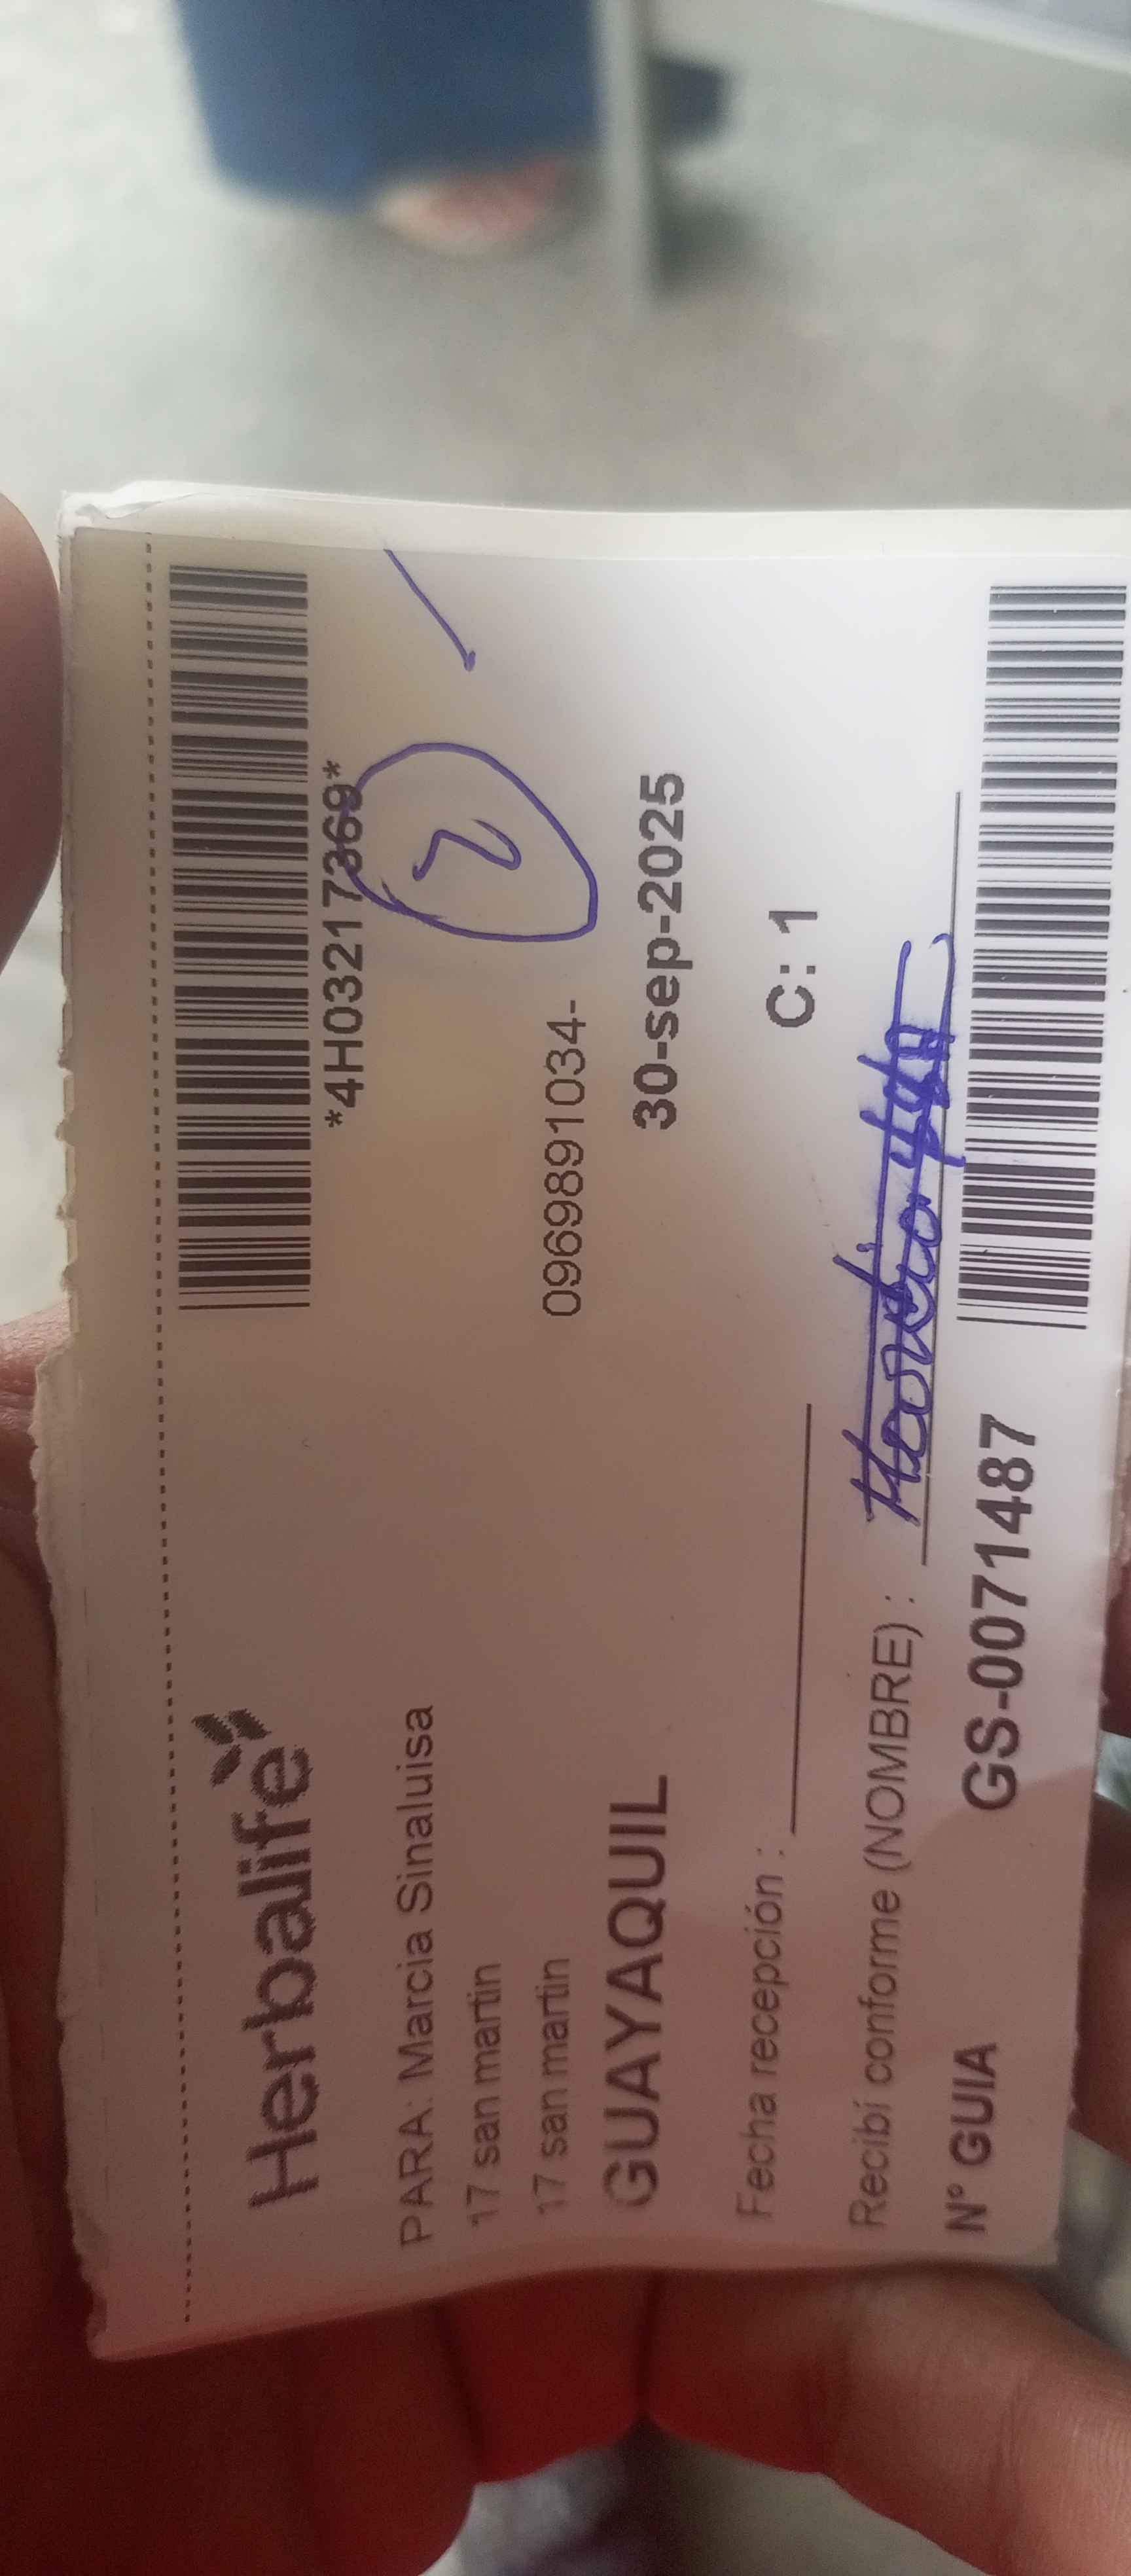 Herbalife
*4H03217369*
PARA: Marcia Sinaluisa
2
17 san martin
17 san martin
0969891034-
GUAYAQUIL
30-sep-2025
Fecha recepción :
C: 1
Recibí conforme (NOMBRE) :
N° GUIA GS-0071487